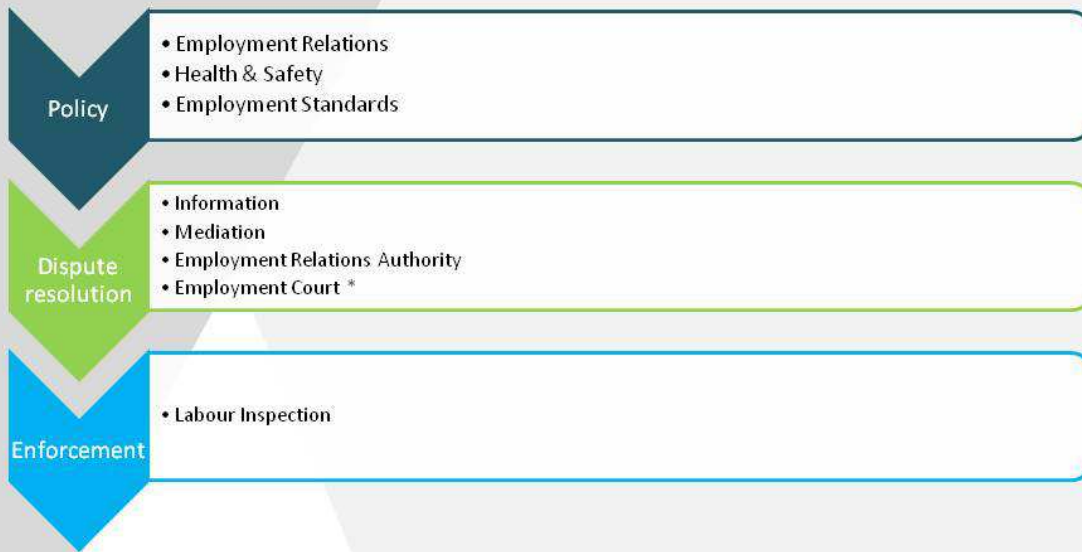 Policy
• Employment Relations
• Health & Safety
• Employment Standards
Dispute
resolution
• Information
• Mediation
• Employment Relations Authority
• Employment Court *
Enforcement
• Labour Inspection